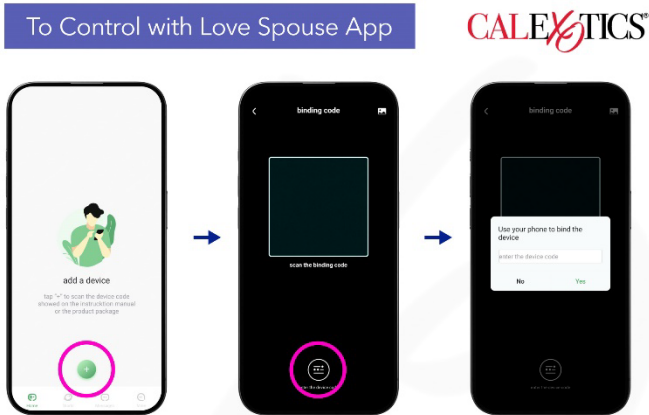 To Control with Love Spouse App
CALEXOTICS®
add a device
tap "+" to scan the device code
showed on the instrucktion manual
or the product package
binding code
scan the binding code
binding code
Use your phone to bind the
device
enter the device code
No
Yes